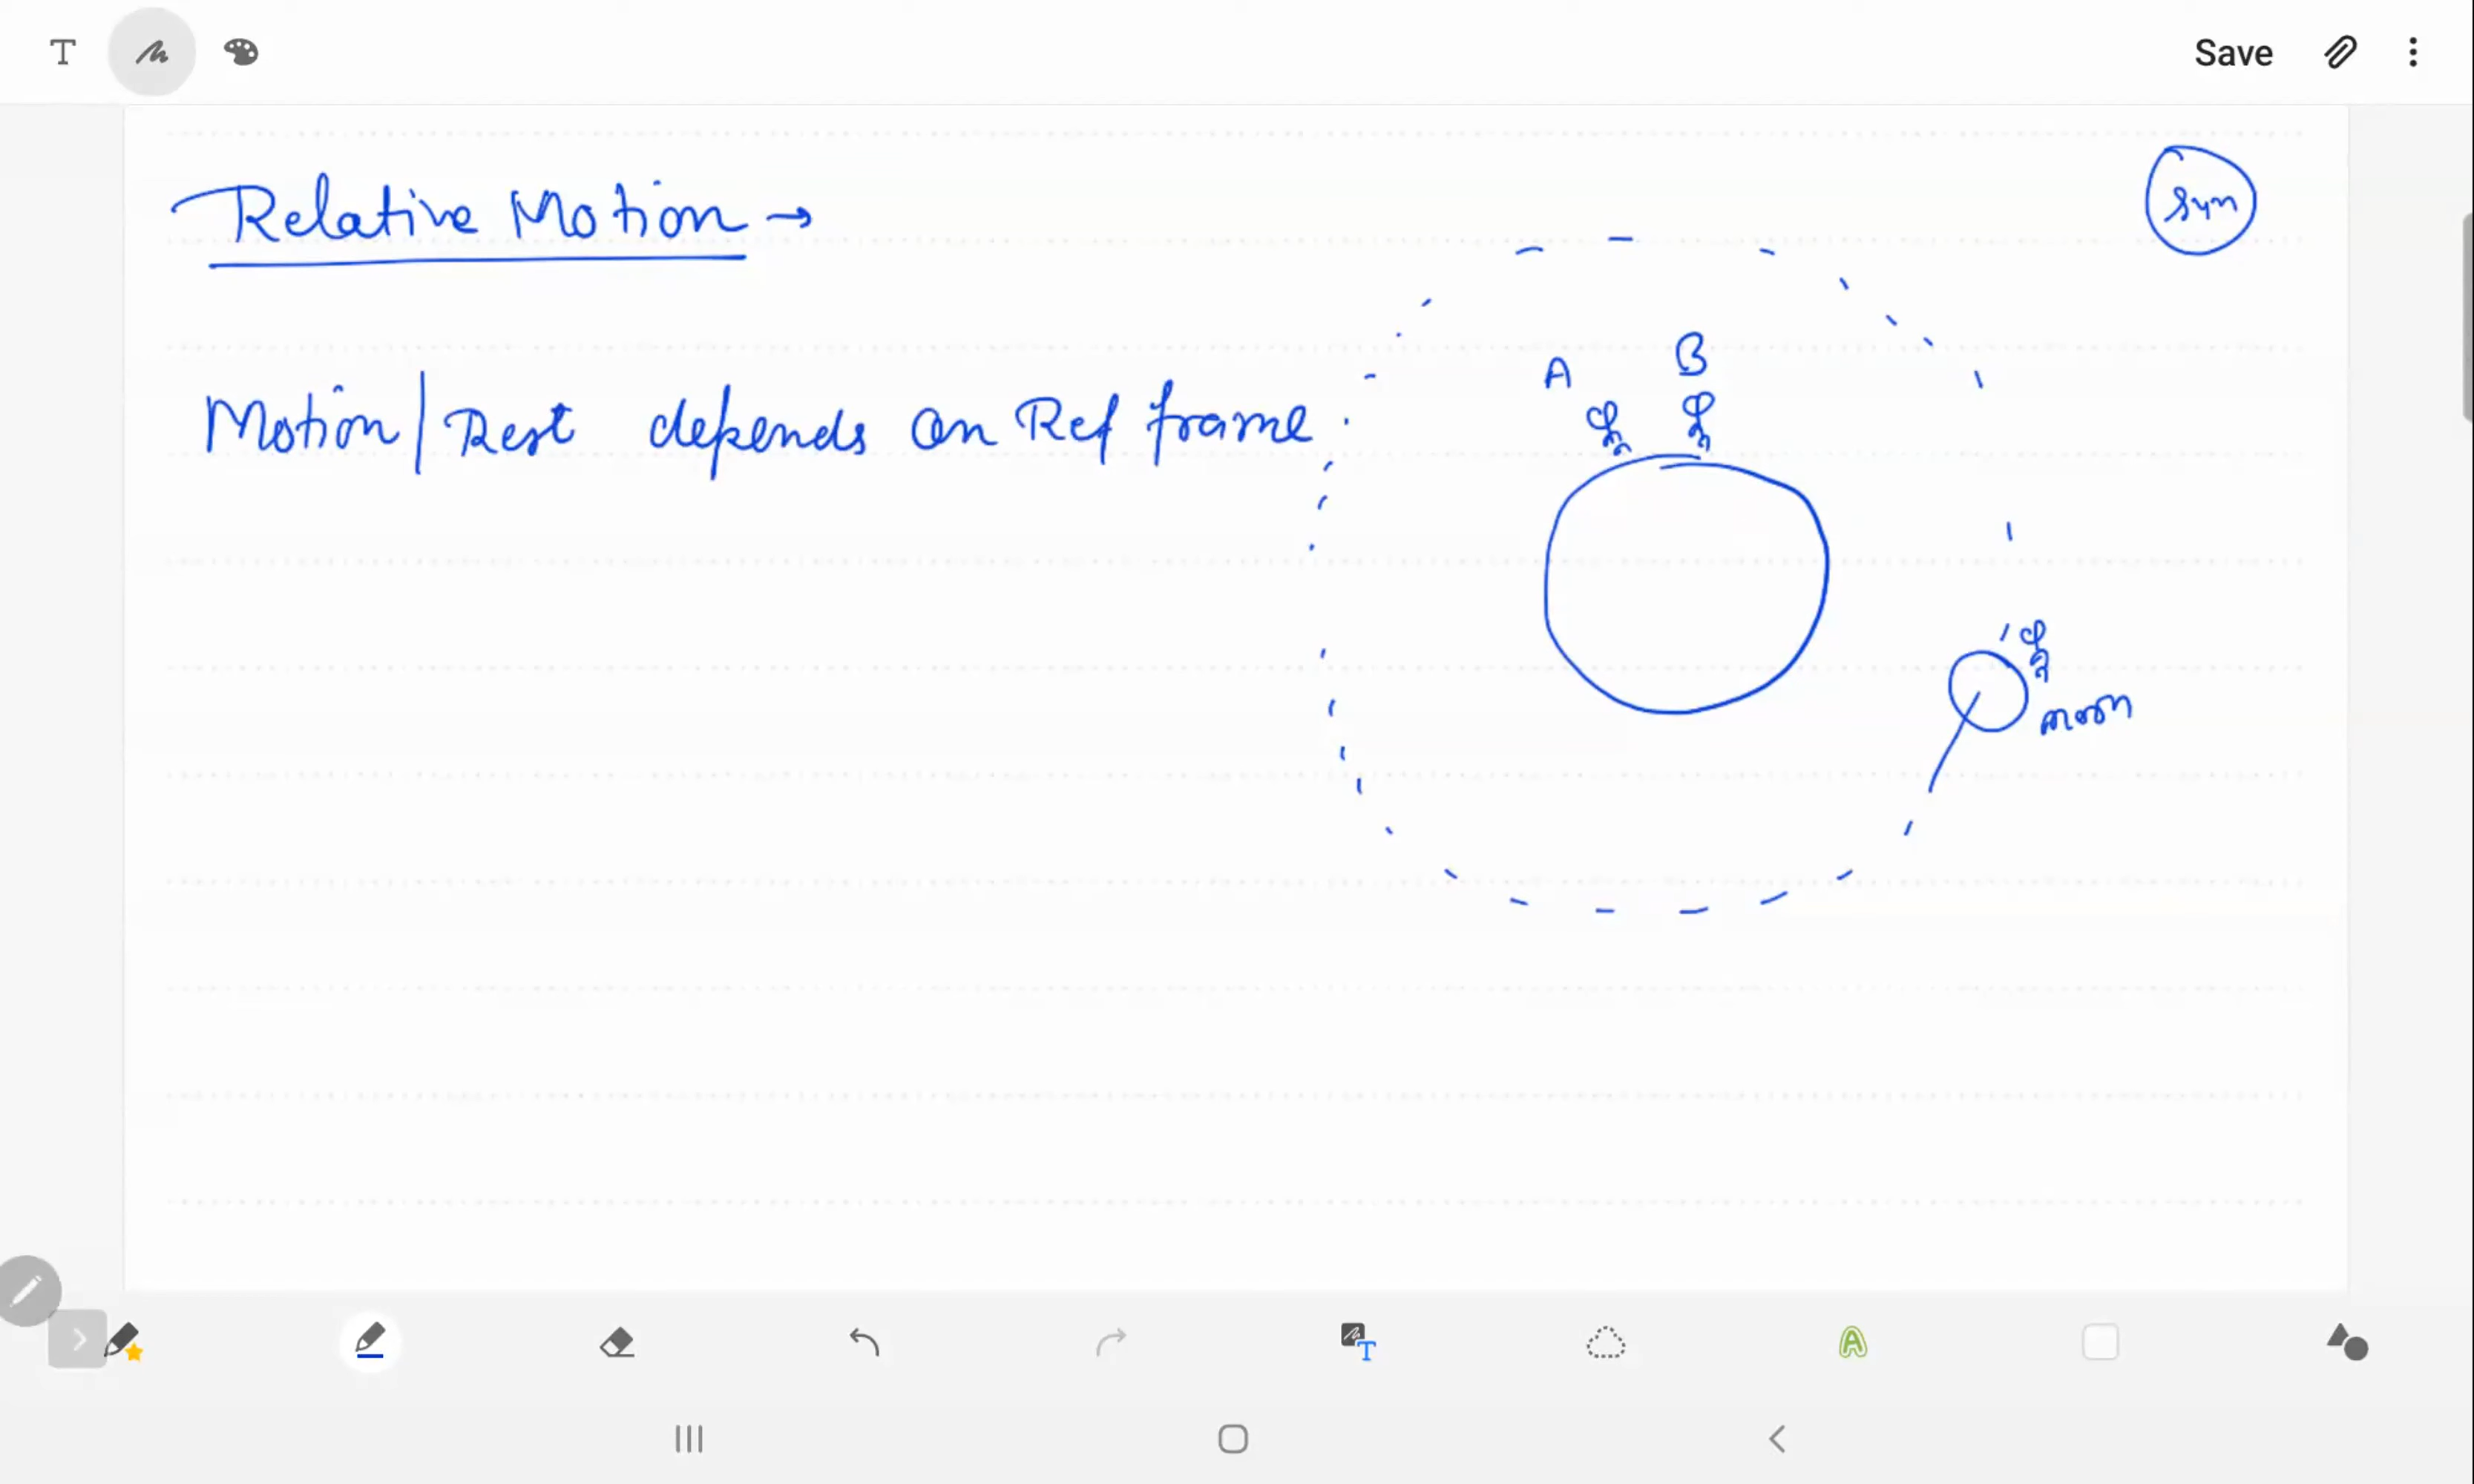 T
Save
Relative Motion →
Sun
A
B
Motion/Rest depends on Ref frame.
moon
T
A